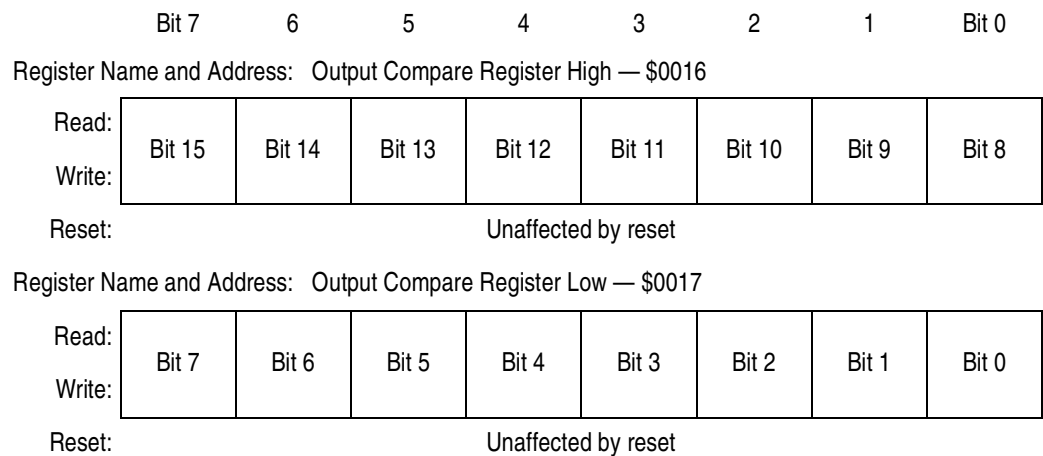 Bit 7 6 5 4 3 2 1 Bit 0
Register Name and Address: Output Compare Register High — $0016
Read:
Bit 15 Bit 14 Bit 13 Bit 12 Bit 11 Bit 10 Bit 9 Bit 8
Write:
Reset: Unaffected by reset
Register Name and Address: Output Compare Register Low — $0017
Read:
Bit 7 Bit 6 Bit 5 Bit 4 Bit 3 Bit 2 Bit 1 Bit 0
Write:
Reset: Unaffected by reset